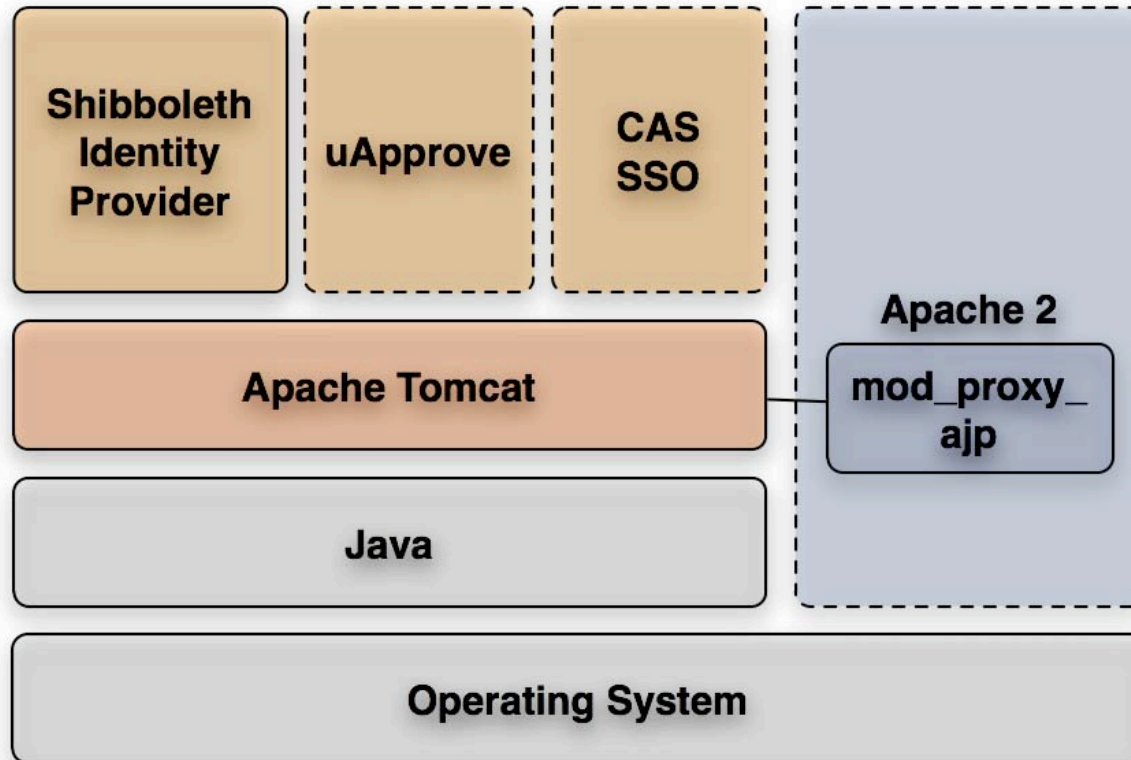 Shibboleth
Identity
Provider
uApprove
CAS
SSO
Apache 2
mod_proxy_
ajp
Apache Tomcat
Java
Operating System